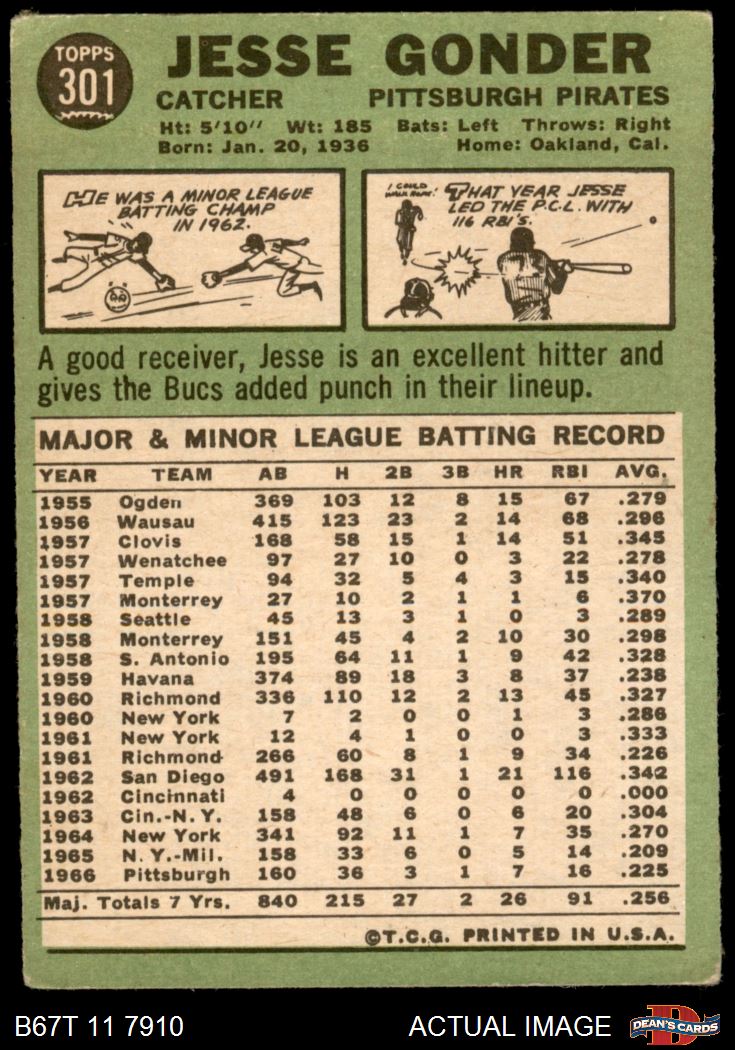 TOPPS
301
JESSE GONDER
CATCHER PITTSBURGH PIRATES
Ht: 5'10" Wt: 185 Bats: Left Throws: Right
Born: Jan. 20, 1936 Home: Oakland, Cal.
HE WAS A MINOR LEAGUE
BATTING CHAMP
IN 1962.
I COULD
WALK HOME!
THAT YEAR JESSE
LED THE P.C.L. WITH
116 RBI'S.
A good receiver, Jesse is an excellent hitter and
gives the Bucs added punch in their lineup.
MAJOR & MINOR LEAGUE BATTING RECORD
YEAR TEAM AB H 2B 3B HR RBI AVG.
1955 Ogden 369 103 12 8 15 67 .279
1956 Wausau 415 123 23 2 14 68 .296
1957 Clovis 168 58 15 1 14 51 .345
1957 Wenatchee 97 27 10 0 3 22 .278
1957 Temple 94 32 5 4 3 15 .340
1957 Monterrey 27 10 2 1 1 6 .370
1958 Seattle 45 13 3 1 0 3 .289
1958 Monterrey 151 45 4 2 10 30 .298
1958 S. Antonio 195 64 11 1 9 42 .328
1959 Havana 374 89 18 3 8 37 .238
1960 Richmond 336 110 12 2 13 45 .327
1960 New York 7 2 0 0 1 3 .286
1961 New York 12 4 1 0 0 3 .333
1961 Richmond 266 60 8 1 9 34 .226
1962 San Diego 491 168 31 1 21 116 .342
1962 Cincinnati 4 0 0 0 0 0 .000
1963 Cin.-N.Y. 158 48 6 0 6 20 .304
1964 New York 341 92 11 1 7 35 .270
1965 N.Y.-Mil. 158 33 6 0 5 14 .209
1966 Pittsburgh 160 36 3 1 7 16 .225
Maj. Totals 7 Yrs. 840 215 27 2 26 91 .256
©T.C.G. PRINTED IN U.S.A.
B67T 11 7910 ACTUAL IMAGE
DEAN'S CARDS